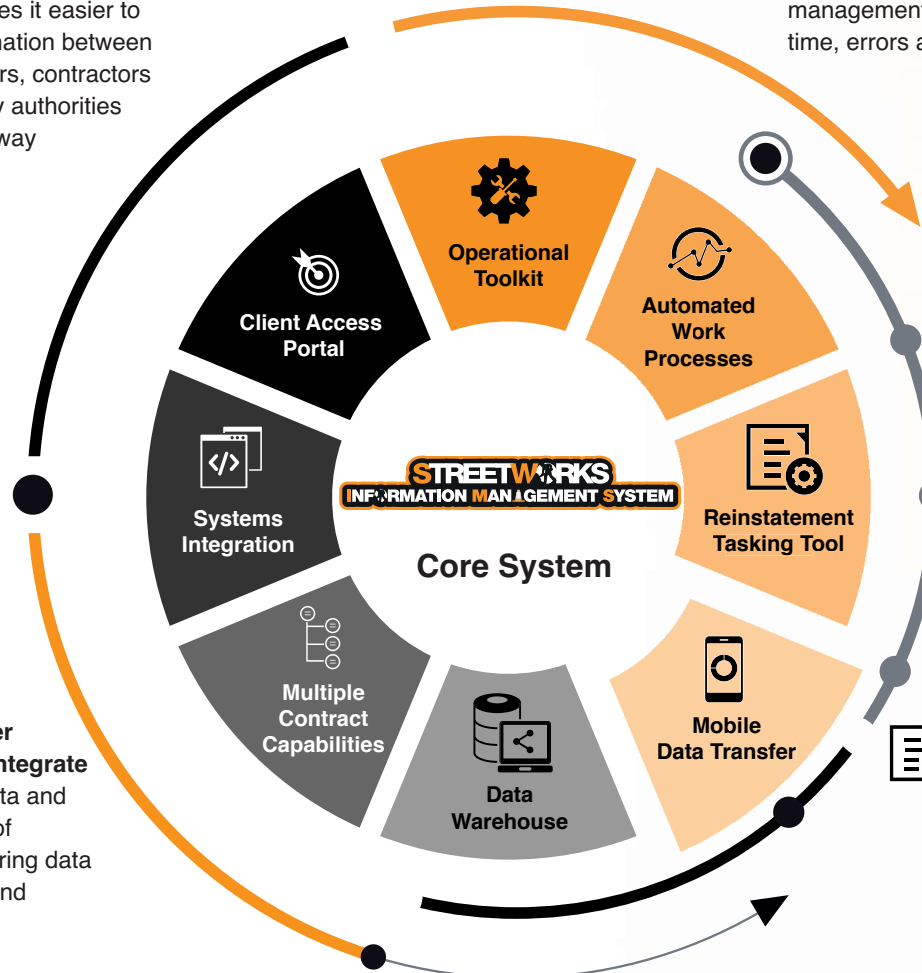 es it easier to
nation between
rs, contractors
y authorities
way
management
time, errors a
Operational
Toolkit
Automated
Work
Processes
Reinstatement
Tasking Tool
Mobile
Data Transfer
Data
Warehouse
Multiple
Contract
Capabilities
Systems
Integration
</>
Client Access
Portal
STREETWORKS
INFORMATION MANAGEMENT SYSTEM
Core System
er
integrate
ta and
of
ring data
nd